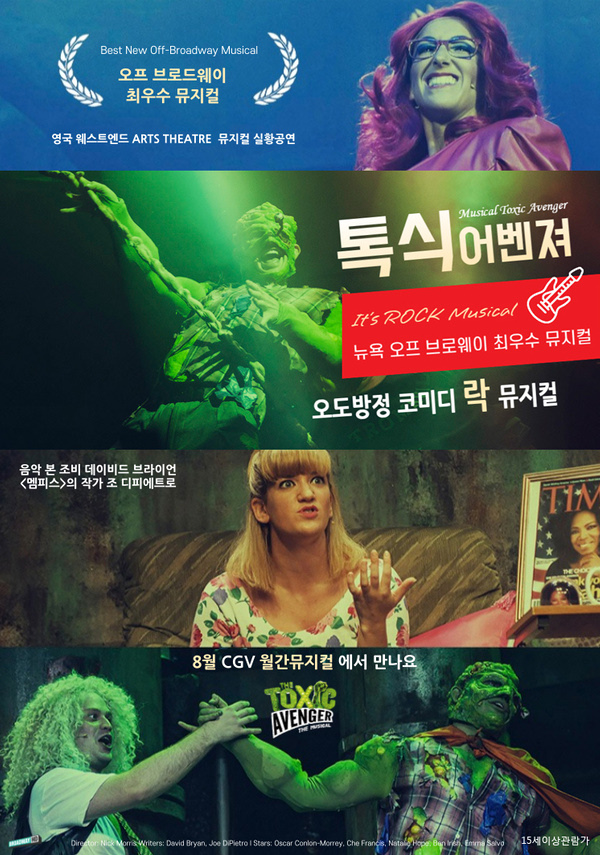 Best New Off-Broadway Musical
오프 브로드웨이
최우수 뮤지컬
영국 웨스트엔드 ARTS THEATRE 뮤지컬 실황공연
Musical Toxic Avenger
톡식어벤져
It's ROCK Musical
뉴욕 오프 브로웨이 최우수 뮤지컬
오도방정 코미디 락 뮤지컬
음악 본 조비 데이비드 브라이언
<멤피스>의 작가 조 디피에트로
TIM
THE CHOIC
8월 CGV 월간뮤지컬 에서 만나요
THE
TOXIC
AVENGER
THE MUSICAL
Director: Nick Morris Writers: David Bryan, Joe DiPietro I Stars: Oscar Conlon-Morrey, Che Francis, Natalie Hope, Ben Irish, Emma Salvo
15세이상관람가